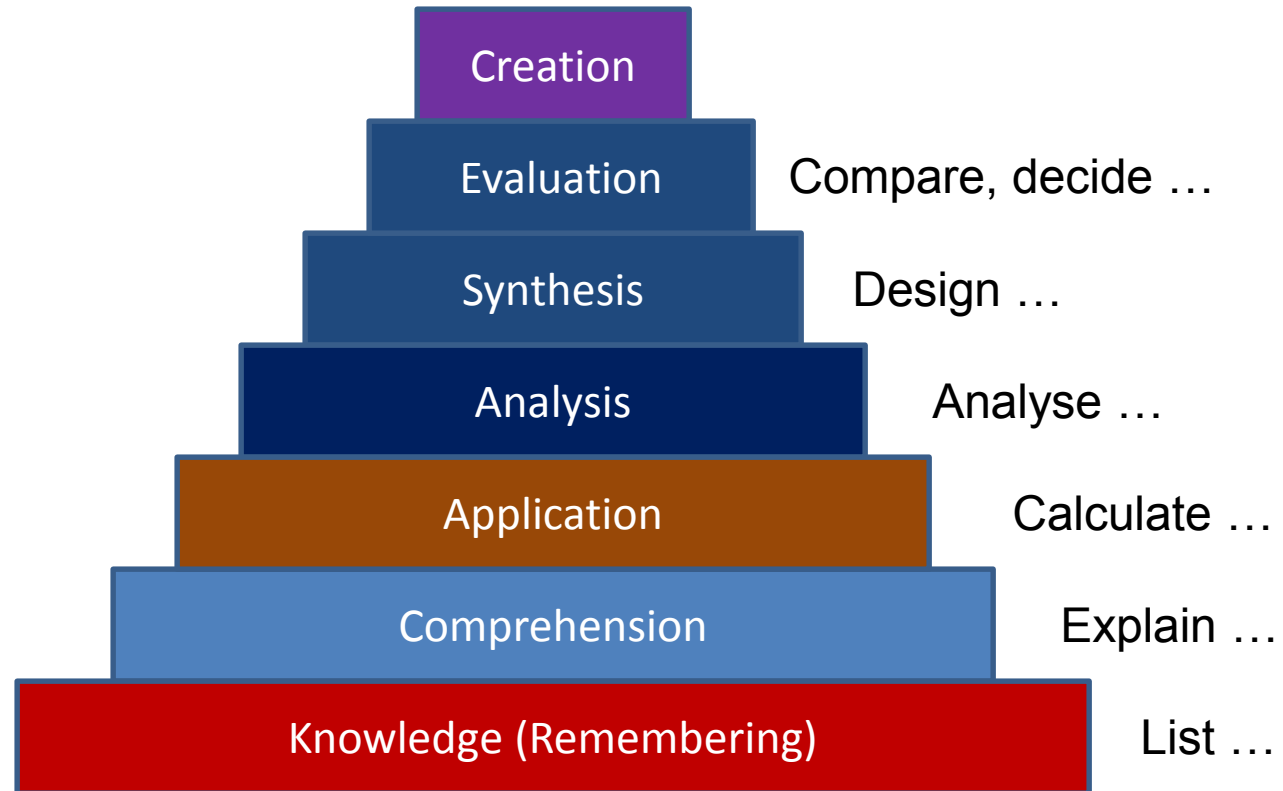 Creation
Evaluation Compare, decide …
Synthesis Design …
Analysis Analyse …
Application Calculate …
Comprehension Explain …
Knowledge (Remembering) List …